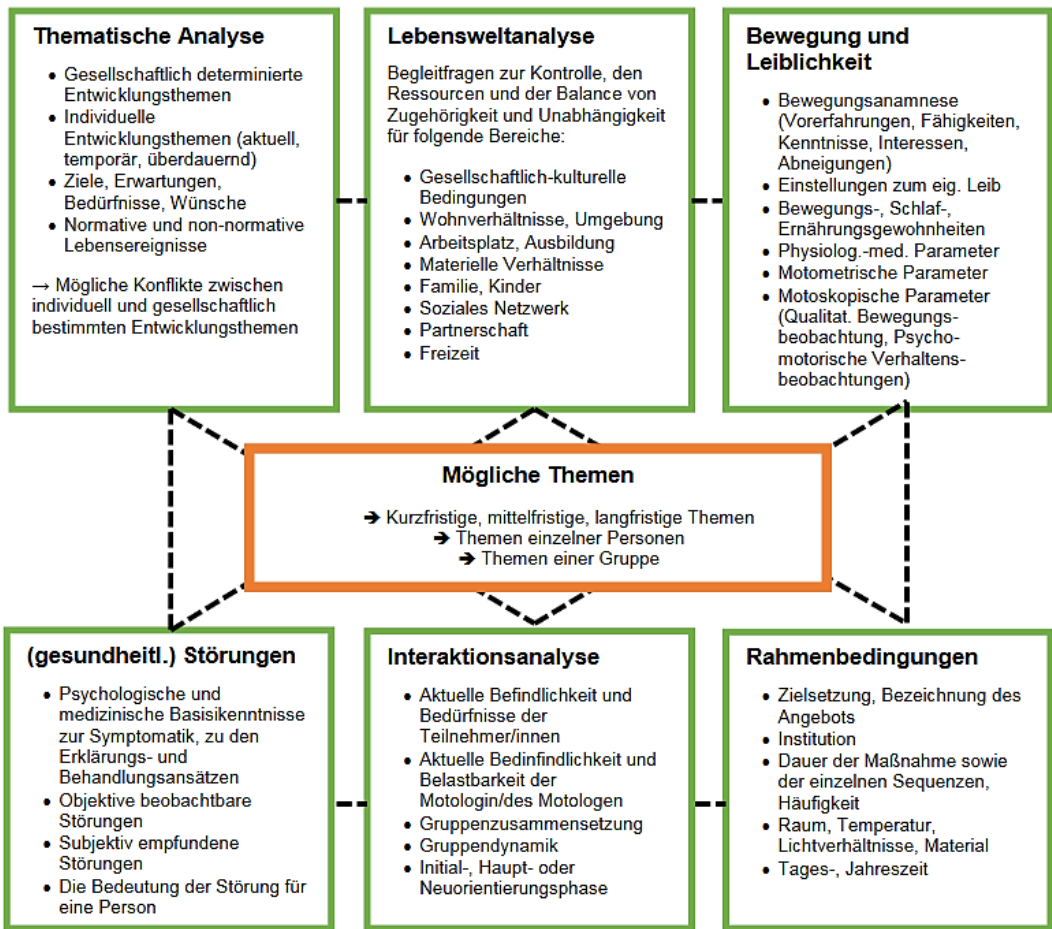 Thematische Analyse
• Gesellschaftlich determinierte
Entwicklungsthemen
• Individuelle
Entwicklungsthemen (aktuell,
temporär, überdauernd)
• Ziele, Erwartungen,
Bedürfnisse, Wünsche
• Normative und non-normative
Lebensereignisse
→ Mögliche Konflikte zwischen
individuell und gesellschaftlich
bestimmten Entwicklungsthemen
Lebensweltanalyse
Begleitfragen zur Kontrolle, den
Ressourcen und der Balance von
Zugehörigkeit und Unabhängigkeit
für folgende Bereiche:
• Gesellschaftlich-kulturelle
Bedingungen
• Wohnverhältnisse, Umgebung
• Arbeitsplatz, Ausbildung
• Materielle Verhältnisse
• Familie, Kinder
• Soziales Netzwerk
• Partnerschaft
• Freizeit
Bewegung und
Leiblichkeit
• Bewegungsanamnese
(Vorerfahrungen, Fähigkeiten,
Kenntnisse, Interessen,
Abneigungen)
• Einstellungen zum eig. Leib
• Bewegungs-, Schlaf-,
Ernährungsgewohnheiten
• Physiolog.-med. Parameter
• Motometrische Parameter
• Motoskopische Parameter
(Qualitat. Bewegungs-
beobachtung, Psycho-
motorische Verhaltens-
beobachtungen)
Mögliche Themen
➔ Kurzfristige, mittelfristige, langfristige Themen
➔ Themen einzelner Personen
➔ Themen einer Gruppe
(gesundheitl.) Störungen
• Psychologische und
medizinische Basisikenntnisse
zur Symptomatik, zu den
Erklärungs- und
Behandlungsansätzen
• Objektive beobachtbare
Störungen
• Subjektiv empfundene
Störungen
• Die Bedeutung der Störung für
eine Person
Interaktionsanalyse
• Aktuelle Befindlichkeit und
Bedürfnisse der
Teilnehmer/innen
• Aktuelle Bedinfindlichkeit und
Belastbarkeit der
Motologin/des Motologen
• Gruppenzusammensetzung
• Gruppendynamik
• Initial-, Haupt- oder
Neuorientierungsphase
Rahmenbedingungen
• Zielsetzung, Bezeichnung des
Angebots
• Institution
• Dauer der Maßnahme sowie
der einzelnen Sequenzen,
Häufigkeit
• Raum, Temperatur,
Lichtverhältnisse, Material
• Tages-, Jahreszeit